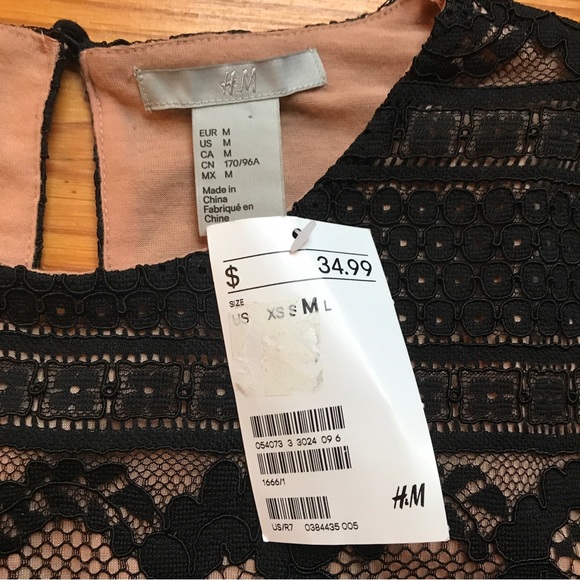 H&M
EUR M
US M
CA M
CN 170/96A
MX M
Made in
China
Fabriqué en
Chine
$ 34.99
SIZE
US XS S M L
054073 3 3024 09 6
1666/1
H&M
US/R7 0384435 005